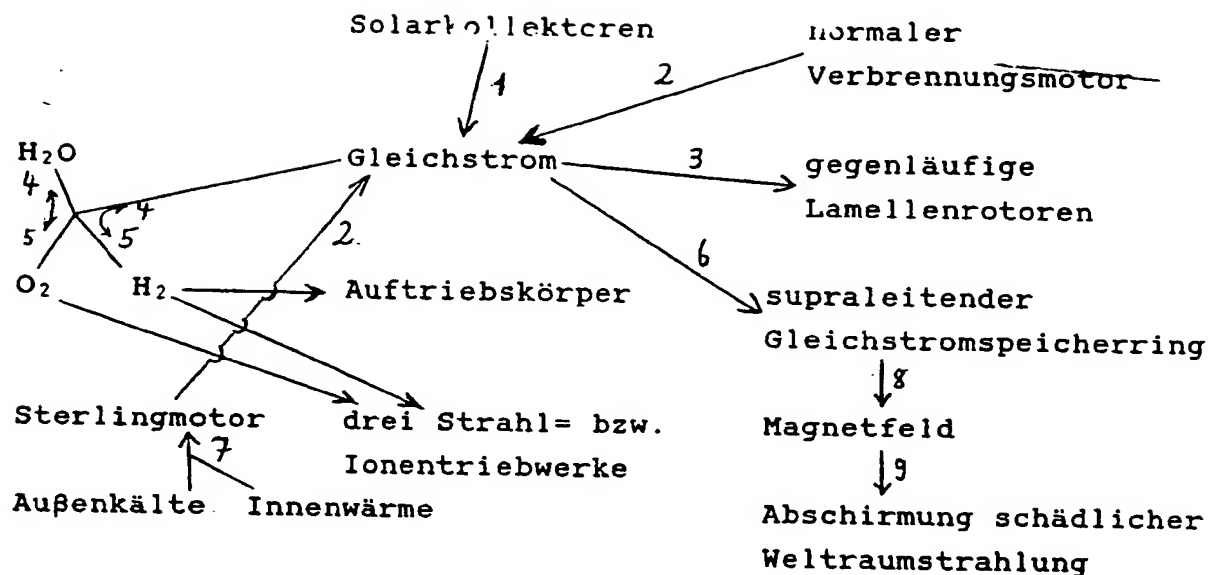 Solarkollektoren
normaler
Verbrennungsmotor
1
2
H2O
Gleichstrom
3
gegenläufige
Lamellenrotoren
4
4
5
5
2.
6
O2
H2
Auftriebskörper
supraleitender
Gleichstromspeicherring
8
Sterlingmotor
drei Strahl= bzw.
Ionentriebwerke
Magnetfeld
7
9
Außenkälte
Innenwärme
Abschirmung schädlicher
Weltraumstrahlung